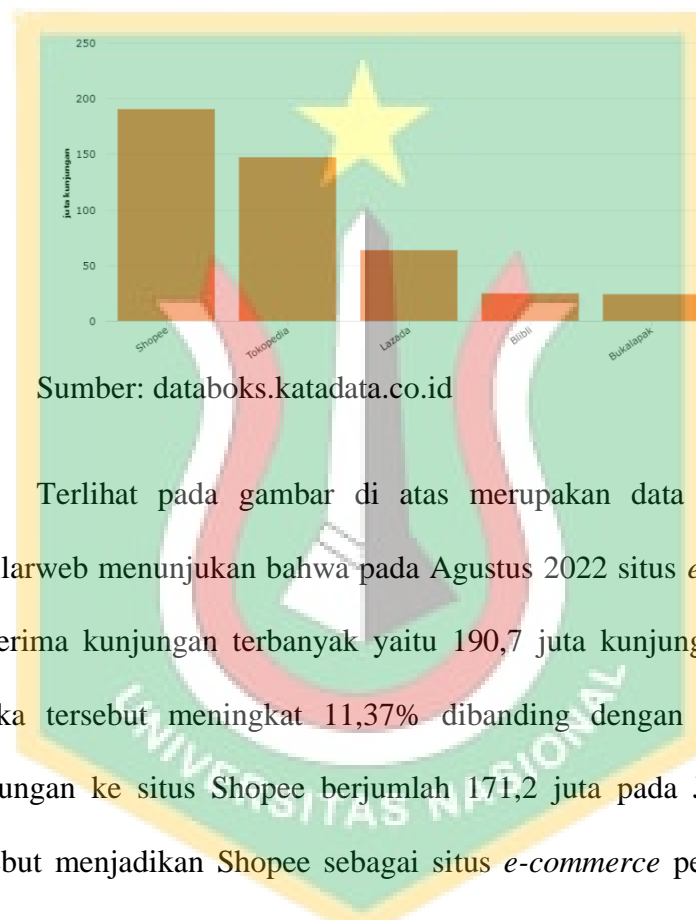 250
200
150
100
50
0
juta kunjungan
Shopee
Tokopedia
Lazada
Blibli
Bukalapak
Sumber: databoks.katadata.co.id
Terlihat pada gambar di atas merupakan data
larweb menunjukan bahwa pada Agustus 2022 situs e
erima kunjungan terbanyak yaitu 190,7 juta kunjung
ka tersebut meningkat 11,37% dibanding dengan
ungan ke situs Shopee berjumlah 171,2 juta pada J
but menjadikan Shopee sebagai situs e-commerce pe
UNIVERSITAS NASIONAL